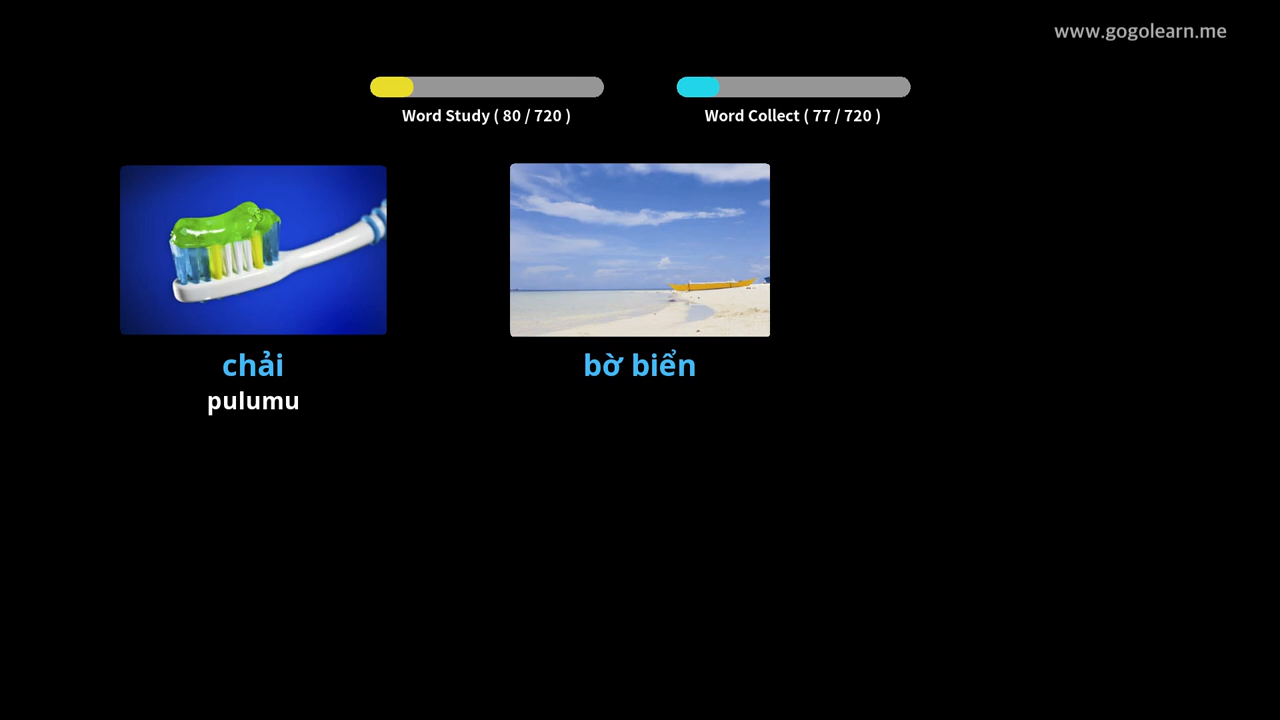 www.gogolearn.me
Word Study ( 80 / 720 )
Word Collect ( 77 / 720 )
chải
pulumu
bờ biển